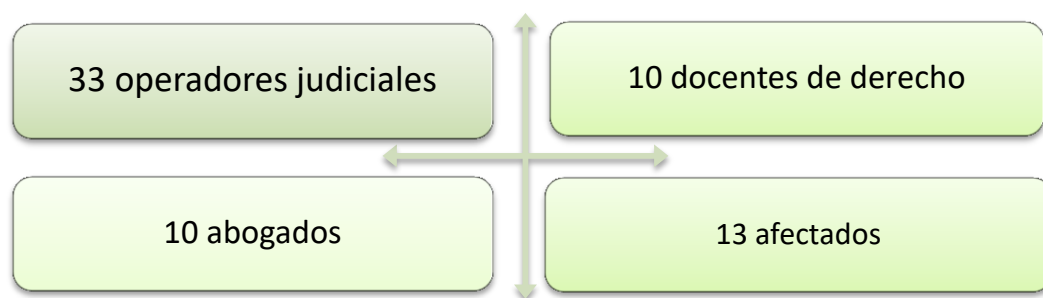 33 operadores judiciales
10 docentes de derecho
10 abogados
13 afectados